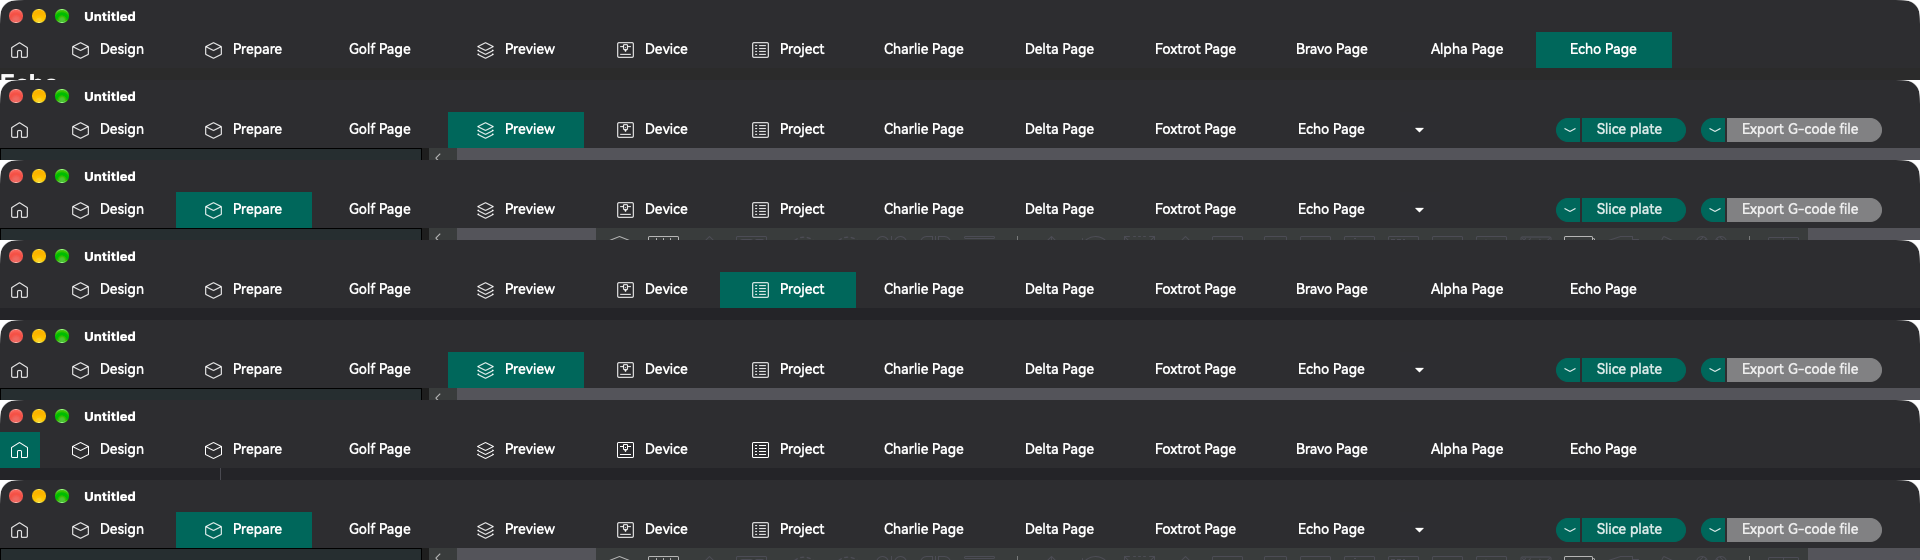 Untitled
Design Prepare Golf Page Preview Device Project Charlie Page Delta Page Foxtrot Page Bravo Page Alpha Page Echo Page
Untitled
Design Prepare Golf Page Preview Device Project Charlie Page Delta Page Foxtrot Page Echo Page Slice plate Export G-code file
Untitled
Design Prepare Golf Page Preview Device Project Charlie Page Delta Page Foxtrot Page Echo Page Slice plate Export G-code file
Untitled
Design Prepare Golf Page Preview Device Project Charlie Page Delta Page Foxtrot Page Bravo Page Alpha Page Echo Page
Untitled
Design Prepare Golf Page Preview Device Project Charlie Page Delta Page Foxtrot Page Echo Page Slice plate Export G-code file
Untitled
Design Prepare Golf Page Preview Device Project Charlie Page Delta Page Foxtrot Page Bravo Page Alpha Page Echo Page
Untitled
Design Prepare Golf Page Preview Device Project Charlie Page Delta Page Foxtrot Page Echo Page Slice plate Export G-code file